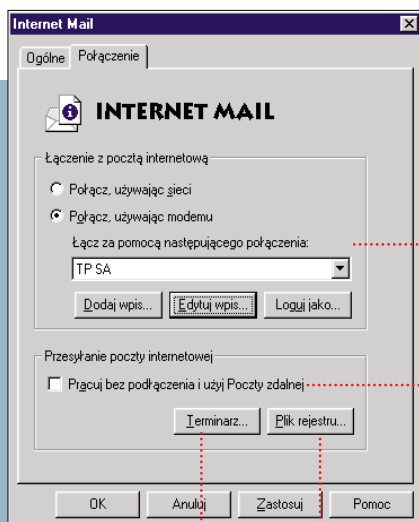 Internet Mail
Ogólne Połączenie
INTERNET MAIL
Łączenie z pocztą internetową
Połącz, używając sieci
Połącz, używając modemu
Łącz za pomocą następującego połączenia:
TP SA
Dodaj wpis... Edytuj wpis... Loguj jako...
Przesyłanie poczty internetowej
Pracuj bez podłączenia i użyj Poczty zdalnej
Terminarz... Plik rejestru...
OK Anuluj Zastosuj Pomoc